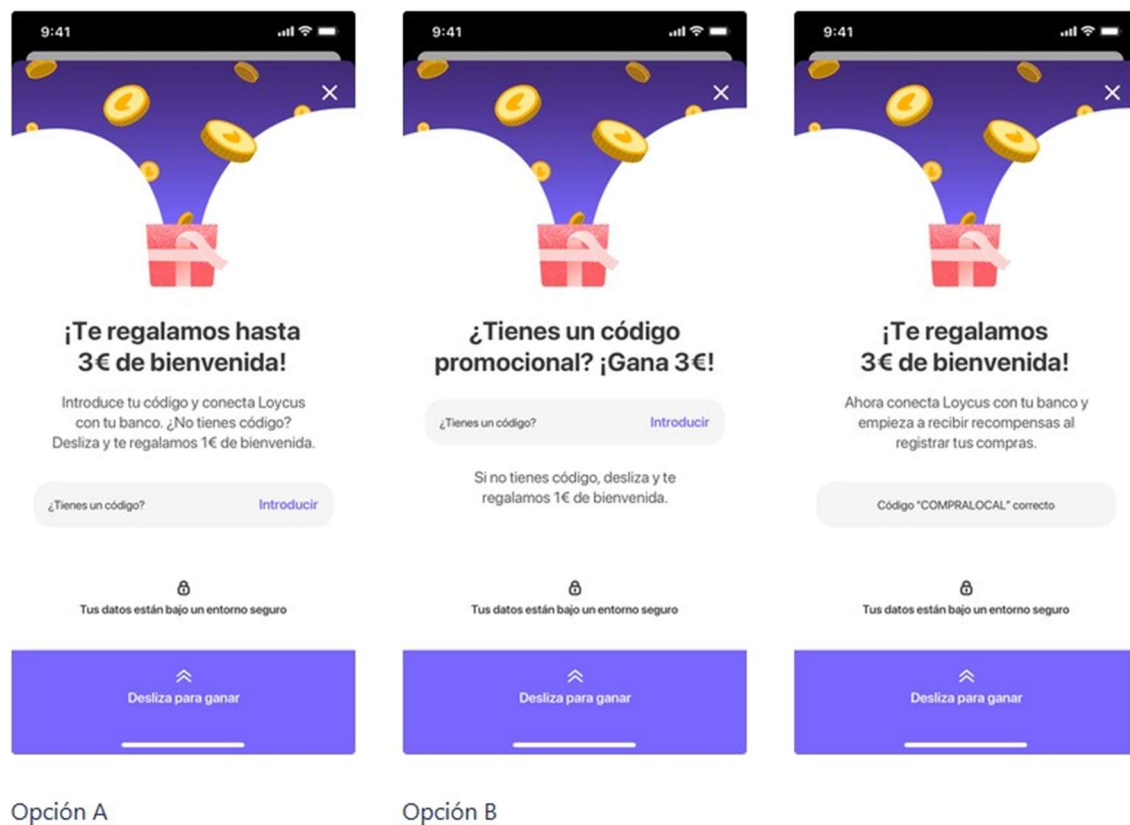 9:41
¡Te regalamos hasta
3€ de bienvenida!
Introduce tu código y conecta Loycus
con tu banco. ¿No tienes código?
Desliza y te regalamos 1€ de bienvenida.
¿Tienes un código? Introducir
Tus datos están bajo un entorno seguro
Desliza para ganar
Opción A
9:41
¿Tienes un código
promocional? ¡Gana 3€!
¿Tienes un código? Introducir
Si no tienes código, desliza y te
regalamos 1€ de bienvenida.
Tus datos están bajo un entorno seguro
Desliza para ganar
Opción B
9:41
¡Te regalamos
3€ de bienvenida!
Ahora conecta Loycus con tu banco y
empieza a recibir recompensas al
registrar tus compras.
Código "COMPRALOCAL" correcto
Tus datos están bajo un entorno seguro
Desliza para ganar